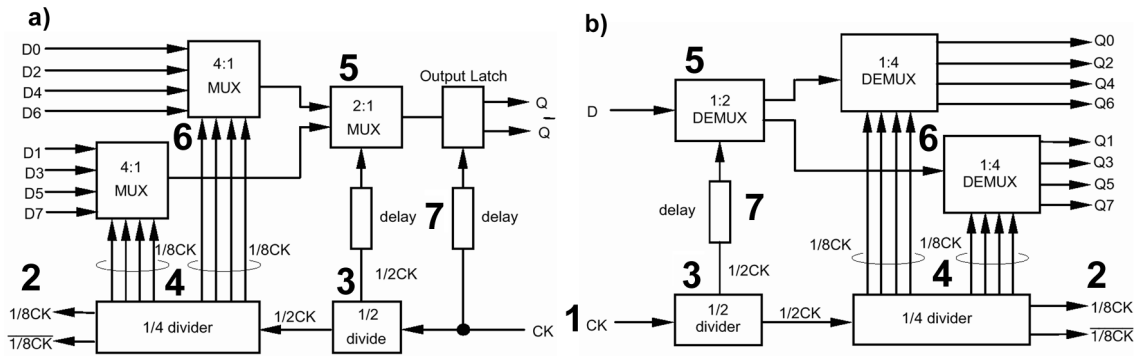 a)
D0
D2
D4
D6
4:1
MUX
6
D1
D3
D5
D7
4:1
MUX
5
2:1
MUX
Output Latch
Q
Q
delay
7
delay
1/8CK
1/8CK
2
4
3
1/2CK
1/8CK
1/8CK
1/4 divider
1/2CK
1/2
divide
CK
b)
D
5
1:2
DEMUX
1:4
DEMUX
Q0
Q2
Q4
Q6
6
1:4
DEMUX
Q1
Q3
Q5
Q7
delay
7
1/8CK
1/8CK
3
1/2CK
4
2
1
CK
1/2
divider
1/2CK
1/4 divider
1/8CK
1/8CK